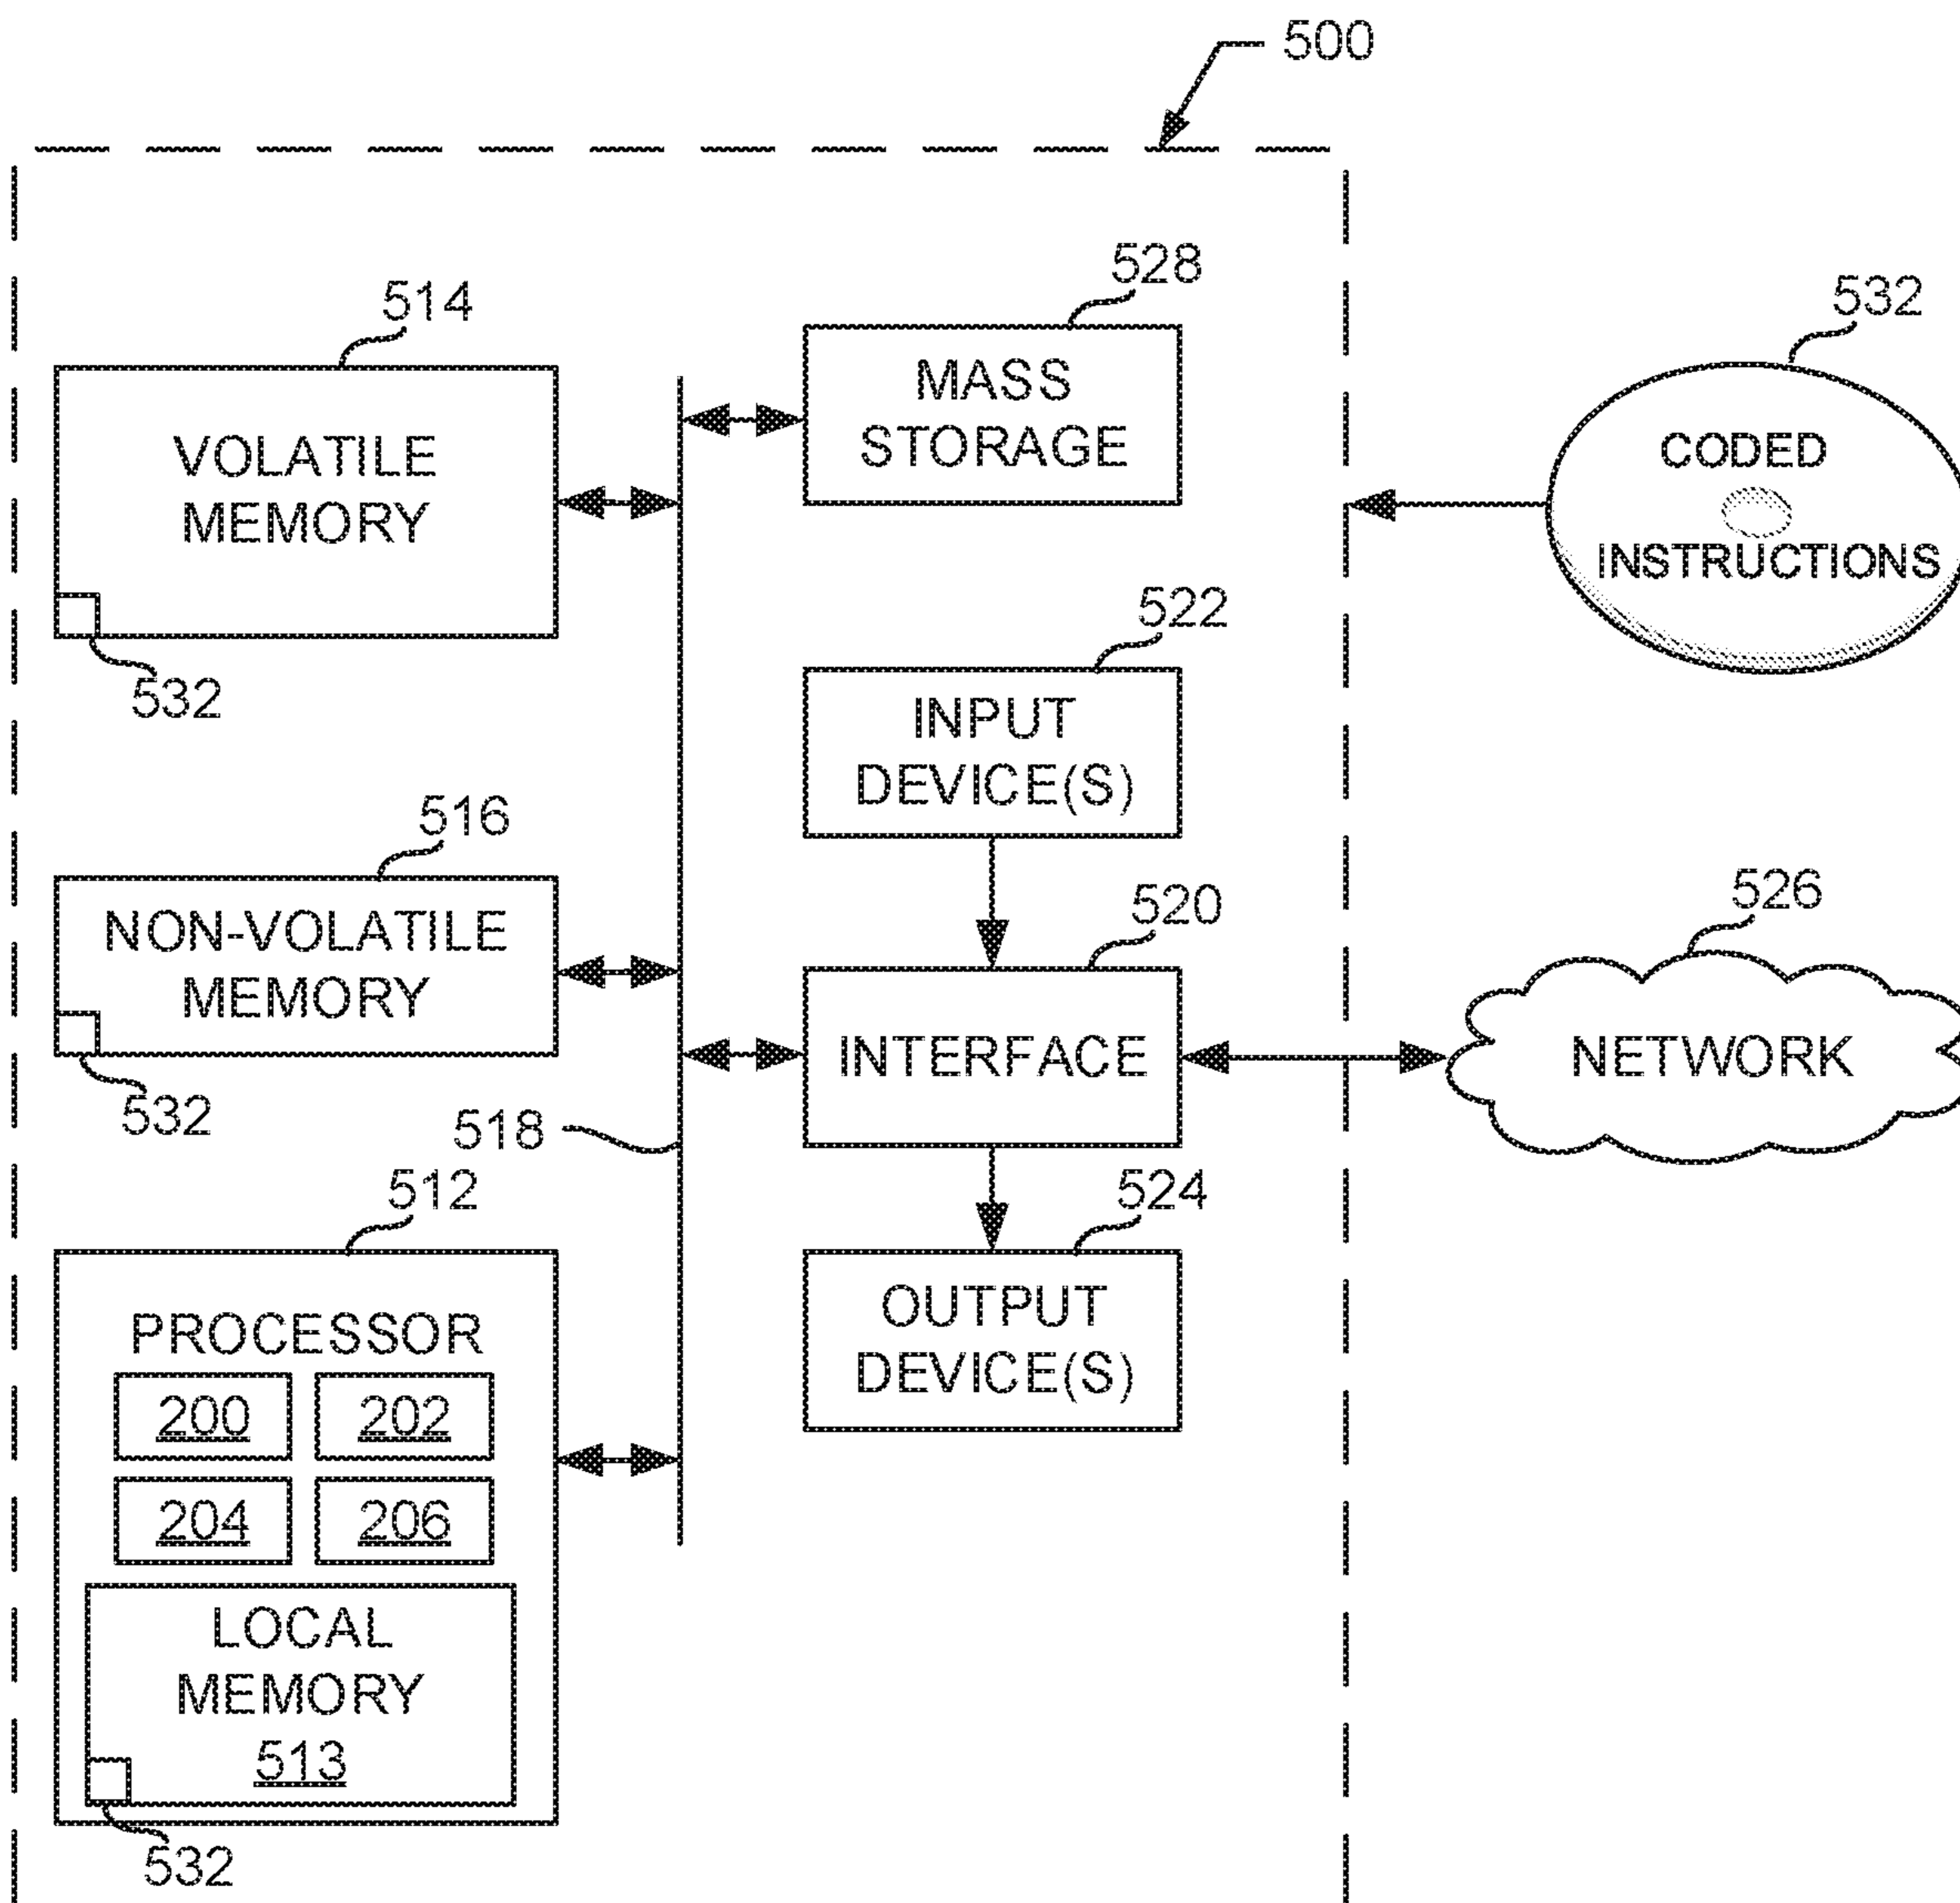 500
528
514
532
MASS
STORAGE
VOLATILE
MEMORY
CODED
INSTRUCTIONS
522
532
INPUT
DEVICE(S)
516
520
526
NON-VOLATILE
MEMORY
INTERFACE
NETWORK
532
518
512
524
PROCESSOR
OUTPUT
DEVICE(S)
200
202
204
206
LOCAL
MEMORY
513
532